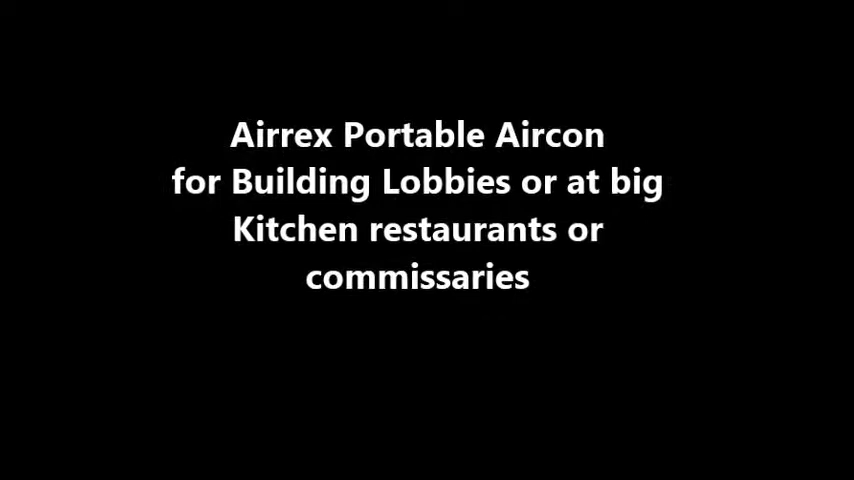 Airrex Portable Aircon
for Building Lobbies or at big
Kitchen restaurants or
commissaries